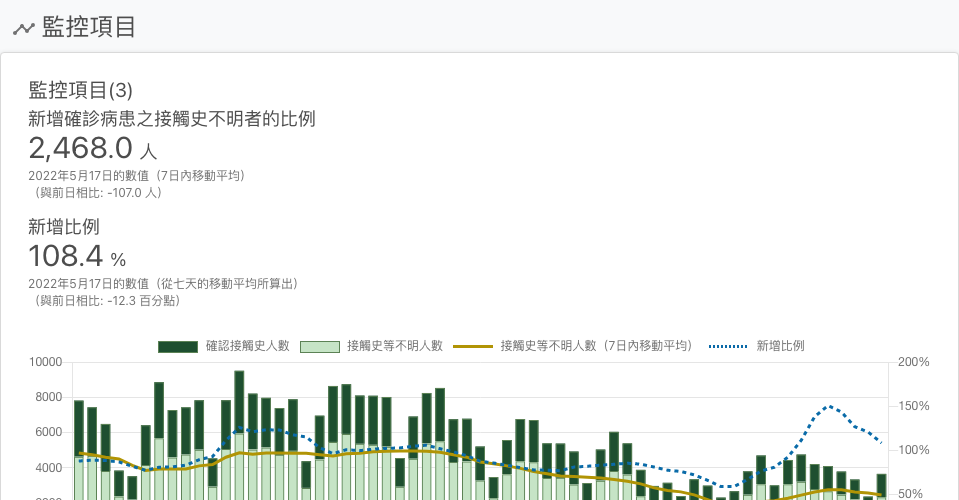 監控項目
監控項目(3)
新增確診病患之接觸史不明者的比例
2,468.0 人
2022年5月17日的數值（7日內移動平均）
（與前日相比: -107.0 人）
新增比例
108.4 %
2022年5月17日的數值（從七天的移動平均所算出）
（與前日相比: -12.3 百分點）
確認接觸史人數 接觸史等不明人數 接觸史等不明人數（7日內移動平均） 新增比例
10000 200%
8000
150%
6000
100%
4000
50%